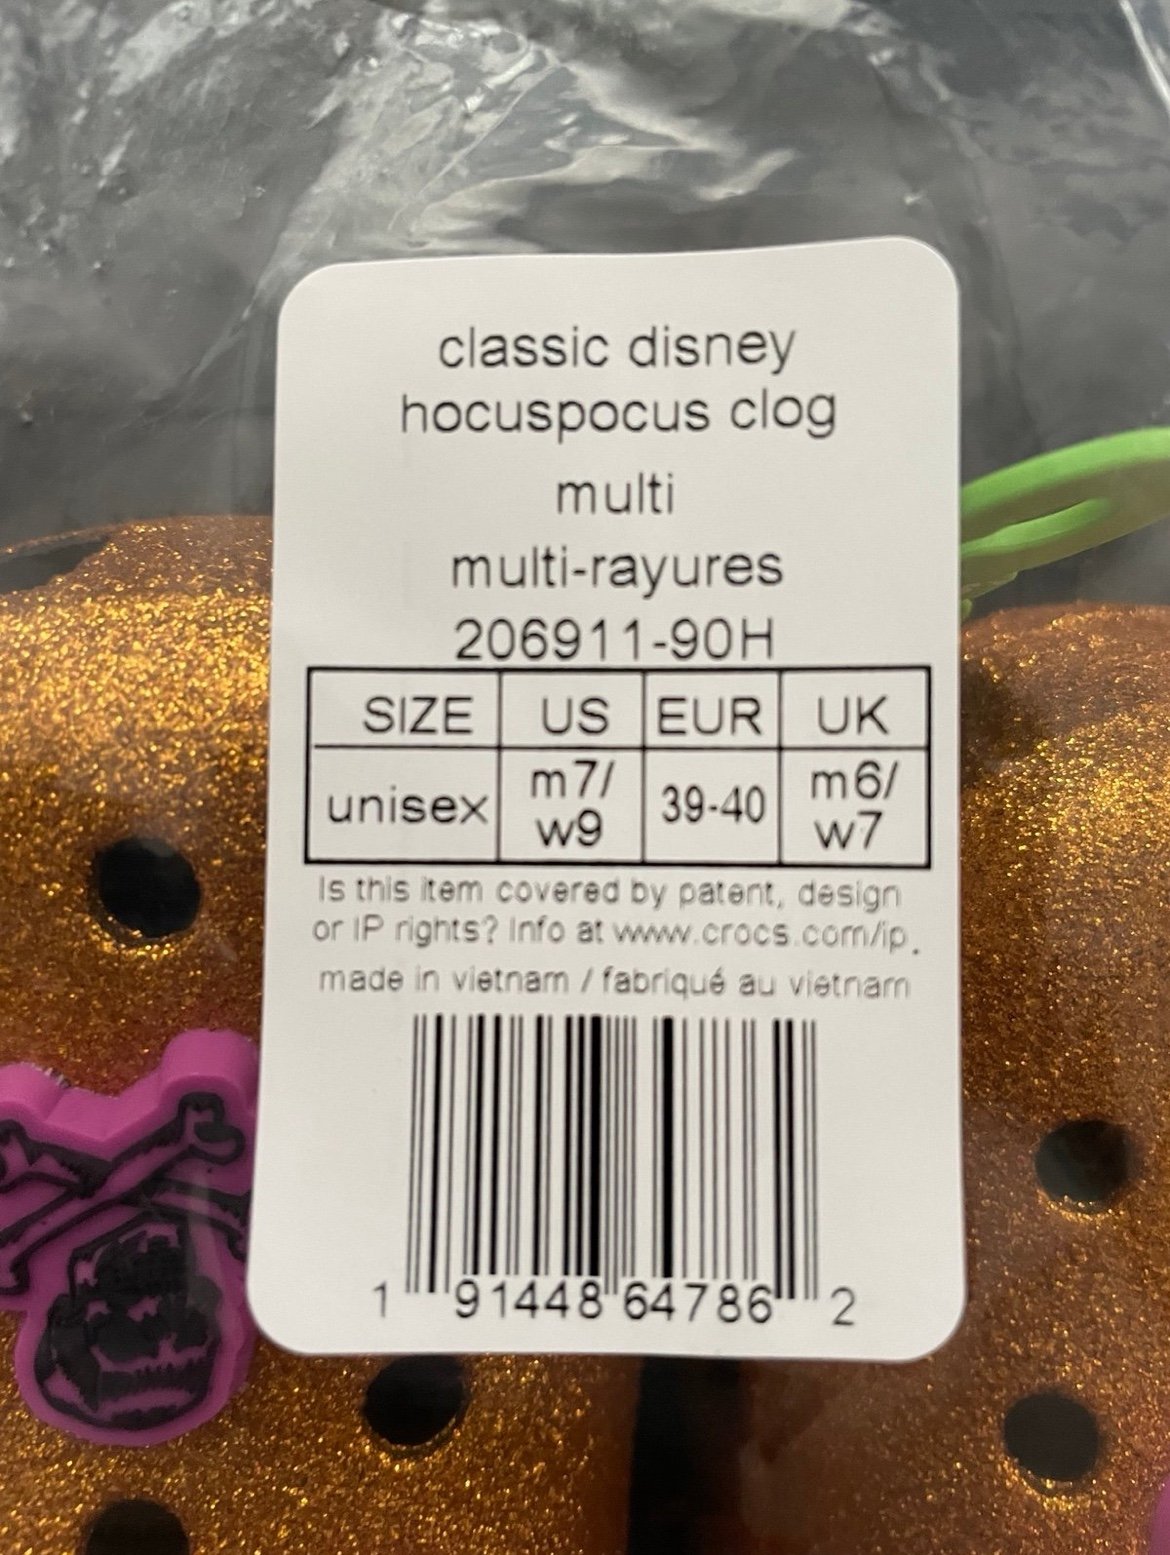 classic disney
hocuspocus clog
multi
multi-rayures
206911-90H
SIZE US EUR UK
unisex m7/ w9 39-40 m6/ w7
Is this item covered by patent, design
or IP rights? Info at www.crocs.com/ip.
made in vietnam / fabriqué au vietnam
1 91448 64786 2